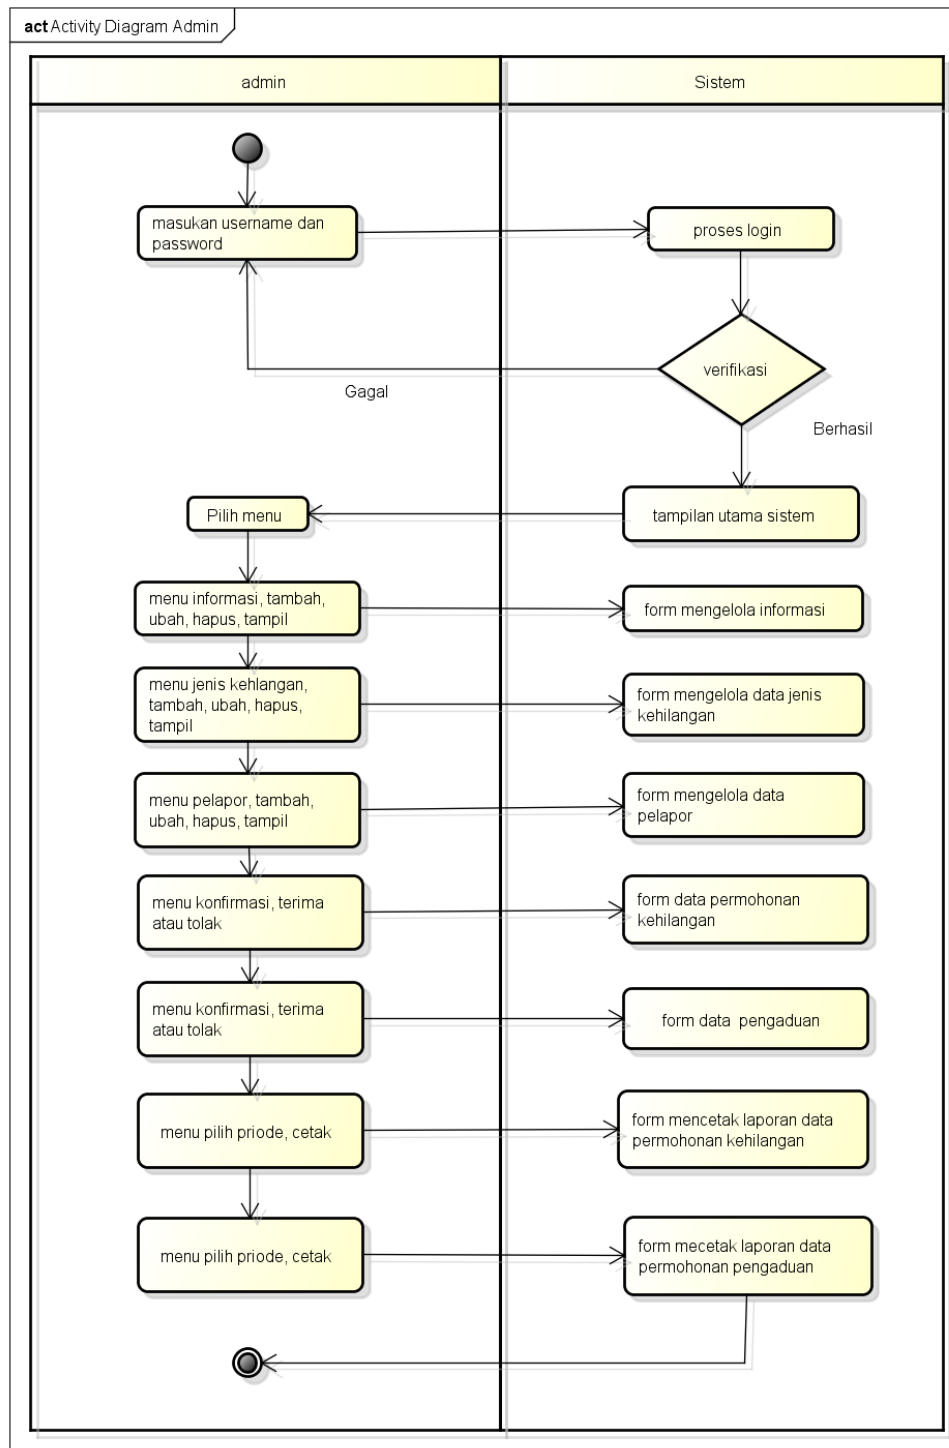 act Activity Diagram Admin
admin
Sistem
masukan username dan
password
proses login
verifikasi
Gagal
Berhasil
Pilih menu
tampilan utama sistem
menu informasi, tambah,
ubah, hapus, tampil
form mengelola informasi
menu jenis kehlangan,
tambah, ubah, hapus,
tampil
form mengelola data jenis
kehilangan
menu pelapor, tambah,
ubah, hapus, tampil
form mengelola data
pelapor
menu konfirmasi, terima
atau tolak
form data permohonan
kehilangan
menu konfirmasi, terima
atau tolak
form data pengaduan
menu pilih priode, cetak
form mencetak laporan data
permohonan kehilangan
menu pilih priode, cetak
form mecetak laporan data
permohonan pengaduan